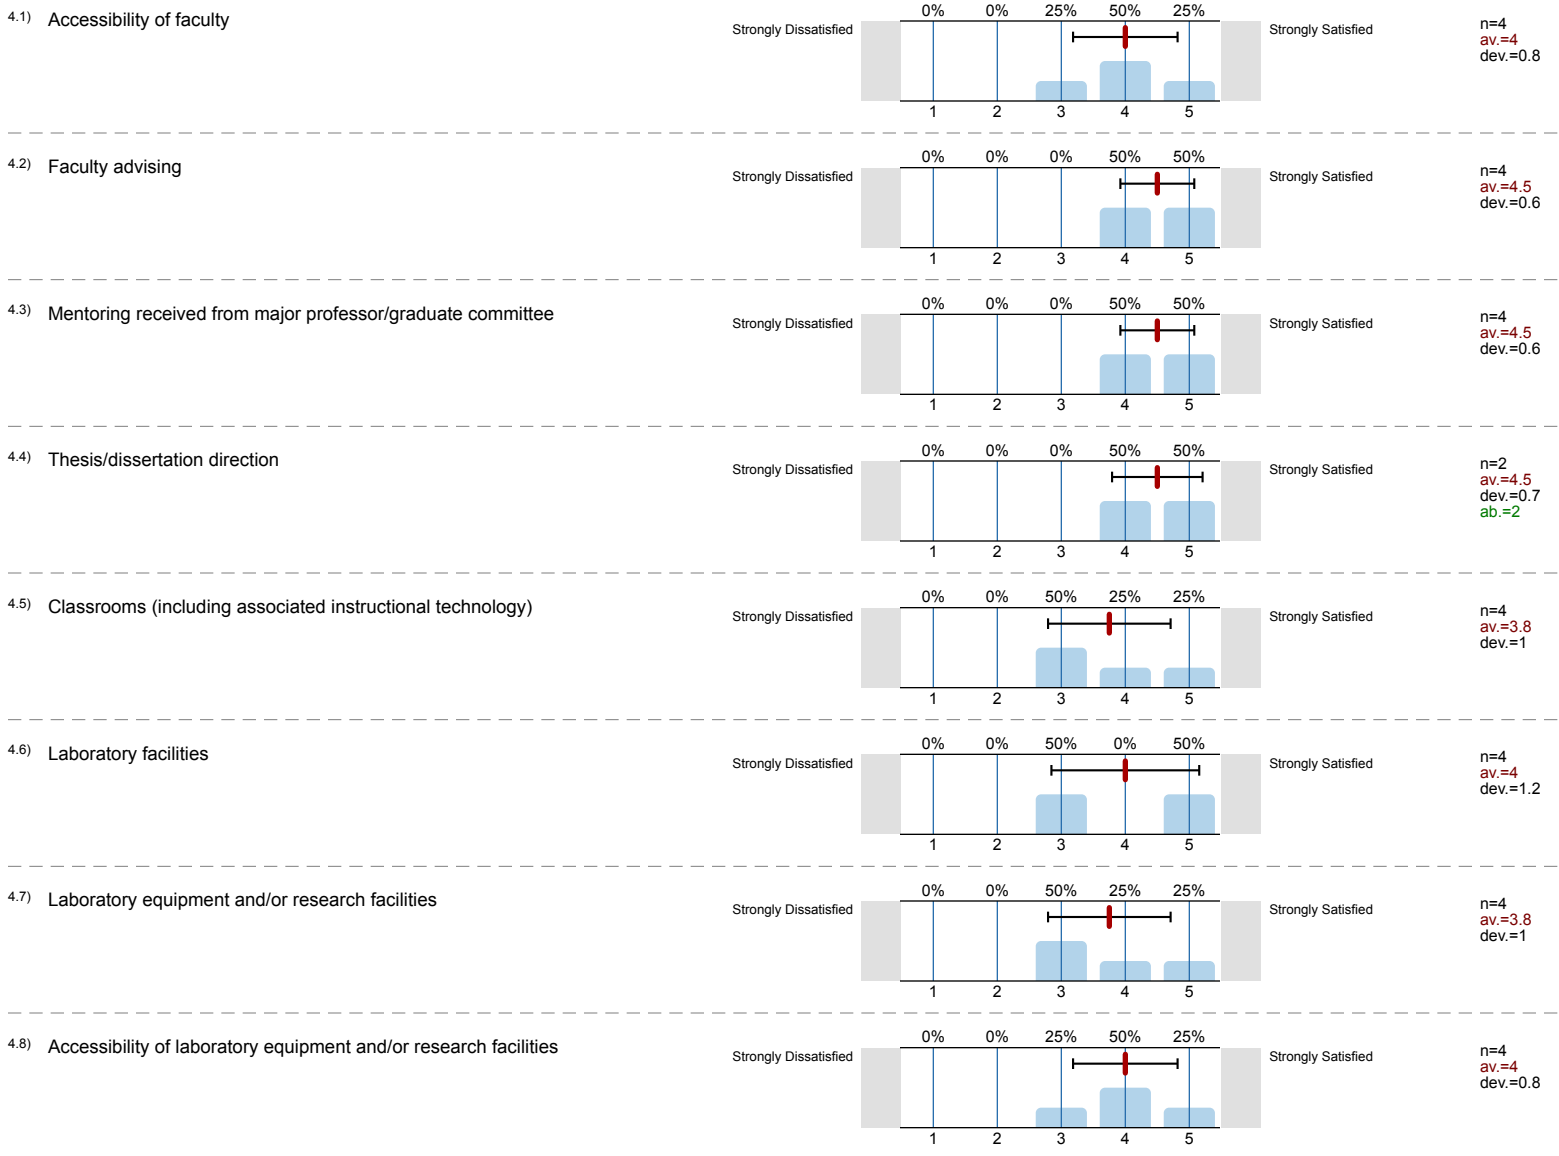 4.1) Accessibility of faculty
0% 0% 25% 50% 25%
Strongly Dissatisfied Strongly Satisfied
n=4
av.=4
dev.=0.8
1 2 3 4 5
4.2) Faculty advising
0% 0% 0% 50% 50%
Strongly Dissatisfied Strongly Satisfied
n=4
av.=4.5
dev.=0.6
1 2 3 4 5
4.3) Mentoring received from major professor/graduate committee
0% 0% 0% 50% 50%
Strongly Dissatisfied Strongly Satisfied
n=4
av.=4.5
dev.=0.6
1 2 3 4 5
4.4) Thesis/dissertation direction
0% 0% 0% 50% 50%
Strongly Dissatisfied Strongly Satisfied
n=2
av.=4.5
dev.=0.7
ab.=2
1 2 3 4 5
4.5) Classrooms (including associated instructional technology)
0% 0% 50% 25% 25%
Strongly Dissatisfied Strongly Satisfied
n=4
av.=3.8
dev.=1
1 2 3 4 5
4.6) Laboratory facilities
0% 0% 50% 0% 50%
Strongly Dissatisfied Strongly Satisfied
n=4
av.=4
dev.=1.2
1 2 3 4 5
4.7) Laboratory equipment and/or research facilities
0% 0% 50% 25% 25%
Strongly Dissatisfied Strongly Satisfied
n=4
av.=3.8
dev.=1
1 2 3 4 5
4.8) Accessibility of laboratory equipment and/or research facilities
0% 0% 25% 50% 25%
Strongly Dissatisfied Strongly Satisfied
n=4
av.=4
dev.=0.8
1 2 3 4 5